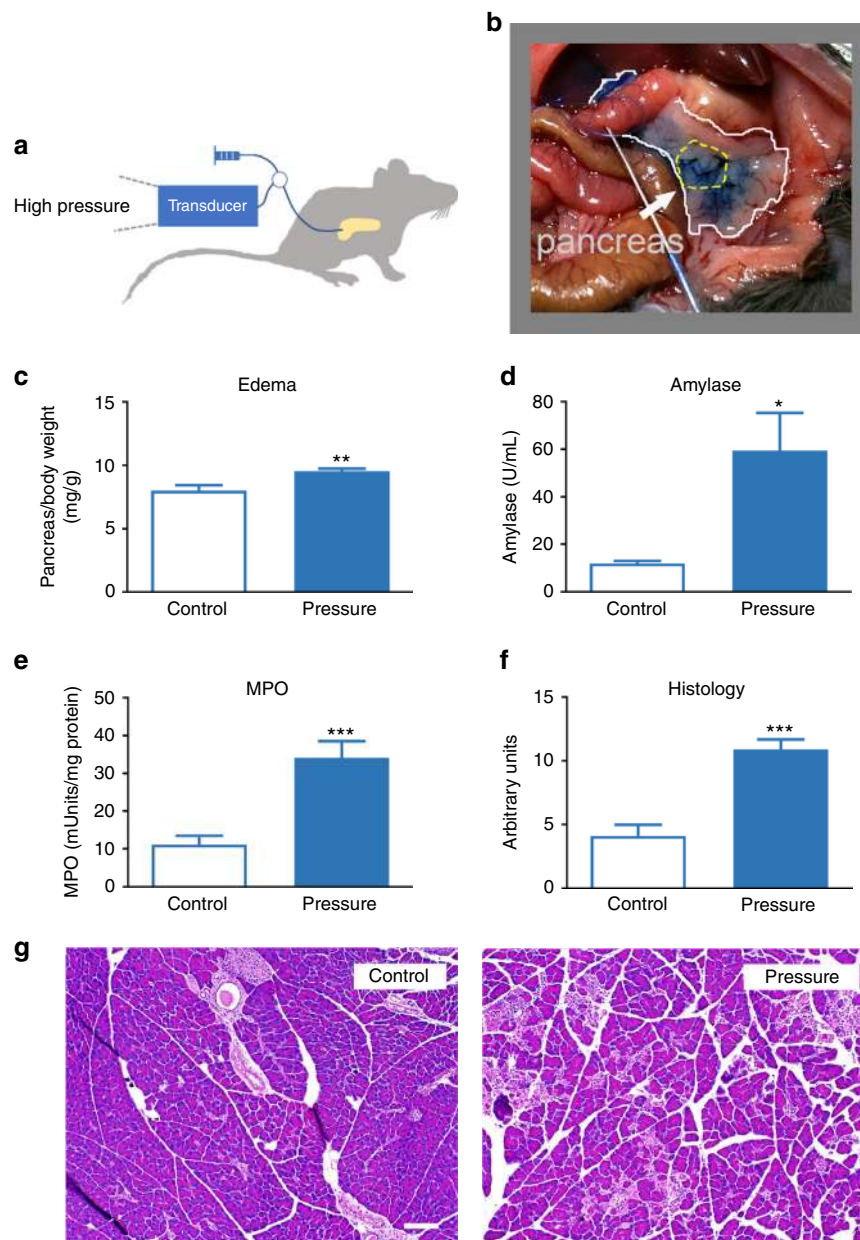 a
High pressure
Transducer
b
pancreas
c
Edema
Pancreas/body weight
(mg/g)
15
10
5
0
**
Control
Pressure
d
Amylase
Amylase (U/mL)
80
60
40
20
0
*
Control
Pressure
e
MPO
MPO (mUnits/mg protein)
50
40
30
20
10
0
***
Control
Pressure
f
Histology
Arbitrary units
15
10
5
0
***
Control
Pressure
g
Control
Pressure